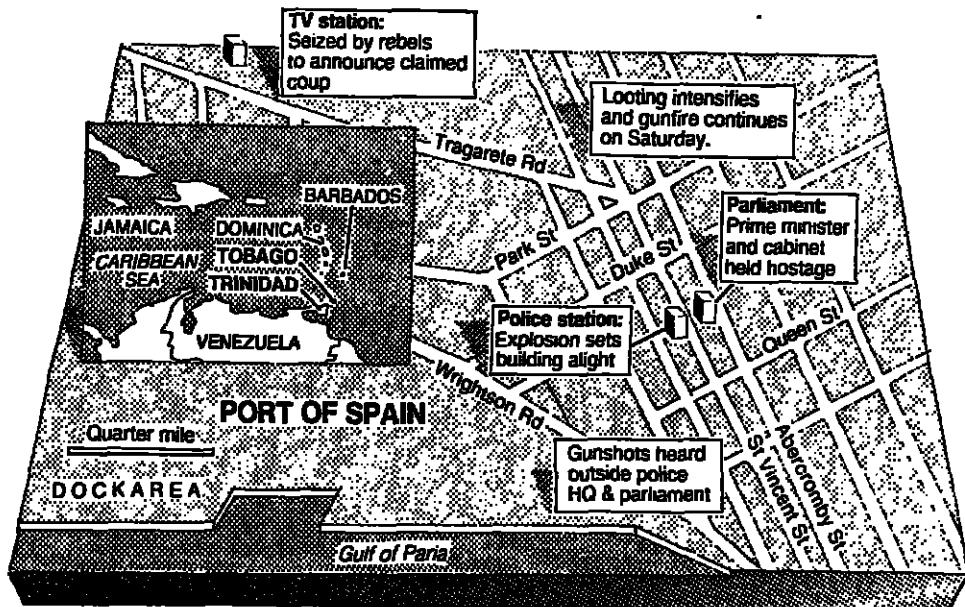 TV station:
Seized by rebels
to announce claimed
coup
Looting intensifies
and gunfire continues
on Saturday.
Tragarete Rd
BARBADOS
JAMAICA
DOMINICA
CARIBBEAN
SEA
TOBAGO
TRINIDAD
VENEZUELA
Parliament:
Prime minister
and cabinet
held hostage
Park St
Duke St
Police station:
Explosion sets
building alight
Queen St
Wrightson Rd
PORT OF SPAIN
Quarter mile
DOCKAREA
Gunshots heard
outside police
HQ & parliament
St Vincent St
Abercromby St
Gulf of Paria